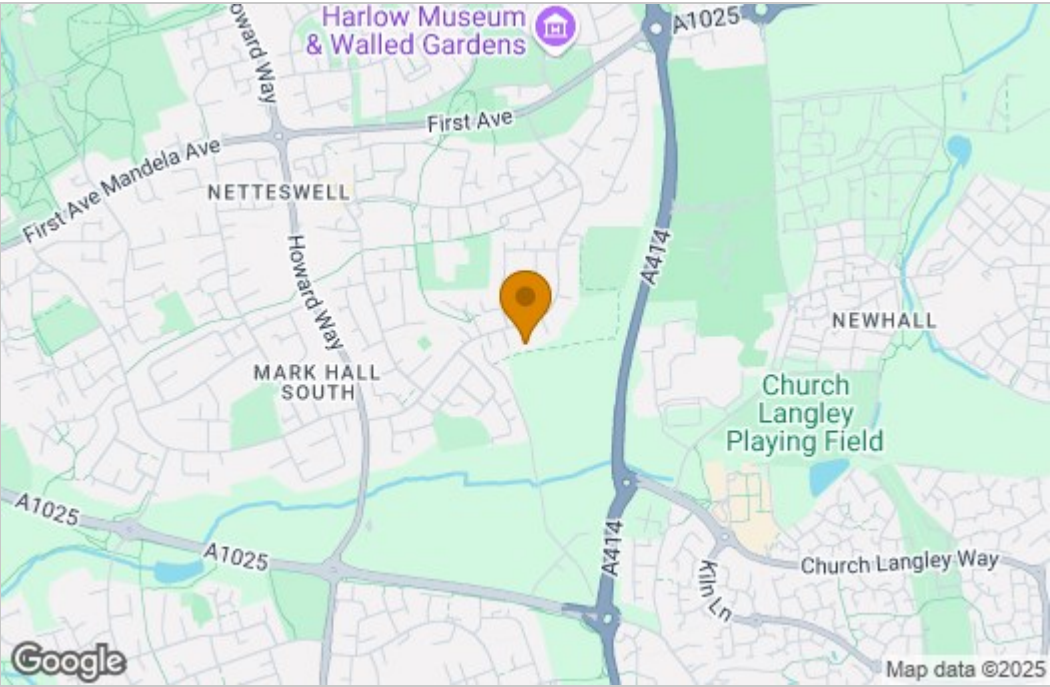 Harlow Museum
& Walled Gardens
A1025
oward Way
First Ave
First Ave Mandela Ave
NETTESWELL
A414
Howard Way
NEWHALL
MARK HALL
SOUTH
Church
Langley
Playing Field
A1025
A1025
A414
Kiln Ln
Church Langley Way
Google
Map data ©2025